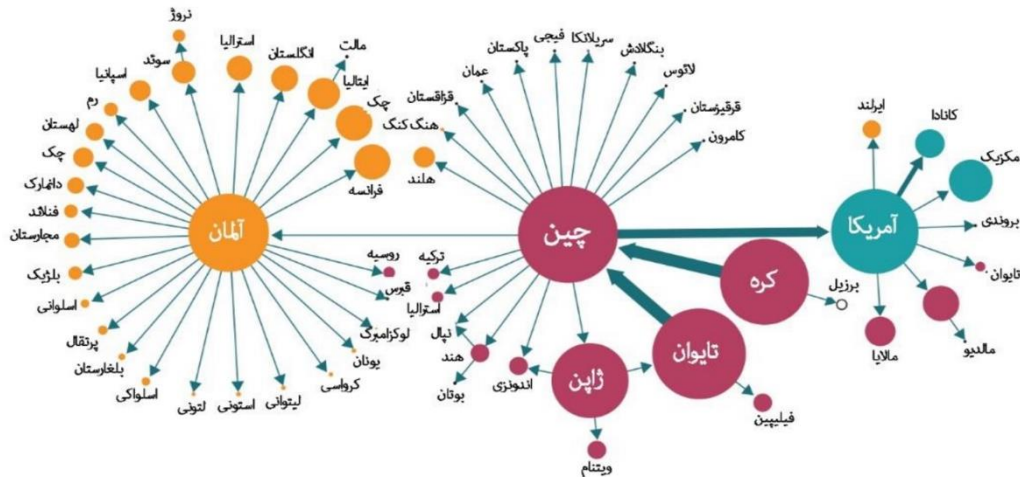 نروژ
سوئد
استرالیا
انگلستان
مالت
ایتالیا
چک
فرانسه
اسپانیا
رم
لهستان
چک
دانمارک
فنلاند
مجارستان
بلژیک
اسلوانی
پرتقال
بلغارستان
اسلواکی
لتونی
استونی
لیتوانی
کرواسی
یونان
لوکزامبرگ
قبرس
روسیه
آلمان
هلند
هنگ کنگ
قزاقستان
عمان
پاکستان
فیجی
سریلانکا
بنگلادش
لائوس
قرقیزستان
کامرون
چین
ترکیه
استرالیا
نپال
هند
بوتان
اندونزی
ژاپن
ویتنام
تایوان
فیلیپین
کره
برزیل
آمریکا
ایرلند
کانادا
مکزیک
بروندی
تایوان
مالدیو
مالایا